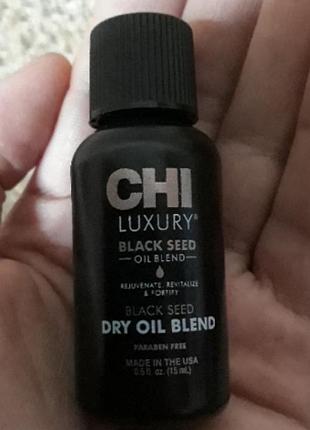 CHI
LUXURY®
BLACK SEED
OIL BLEND
REJUVENATE, REVITALIZE
& FORTIFY
BLACK SEED
DRY OIL BLEND
PARABEN FREE
MADE IN THE USA
0.5 fl. oz. (15 mL)